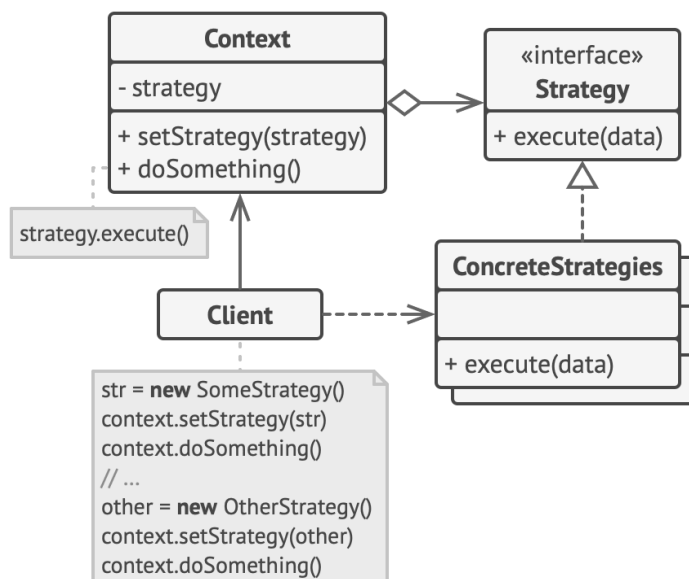 Context
- strategy
+ setStrategy(strategy)
+ doSomething()
«interface»
Strategy
+ execute(data)
strategy.execute()
ConcreteStrategies
+ execute(data)
Client
str = new SomeStrategy()
context.setStrategy(str)
context.doSomething()
// ...
other = new OtherStrategy()
context.setStrategy(other)
context.doSomething()